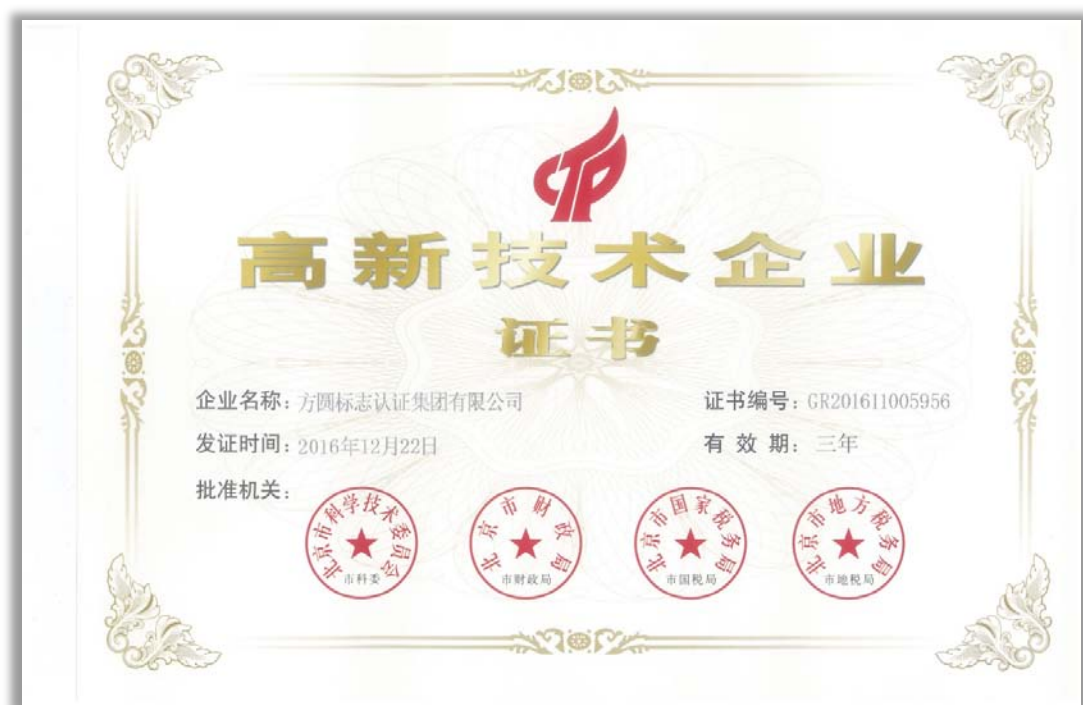 CTP
高新技术企业
证书
企业名称：方圆标志认证集团有限公司
证书编号：GR201611005956
发证时间：2016年12月22日
有效期：三年
批准机关：
北京市科学技术委员会
市科委
北京市财政局
市财政局
北京市国家税务局
市国税局
北京市地方税务局
市地税局